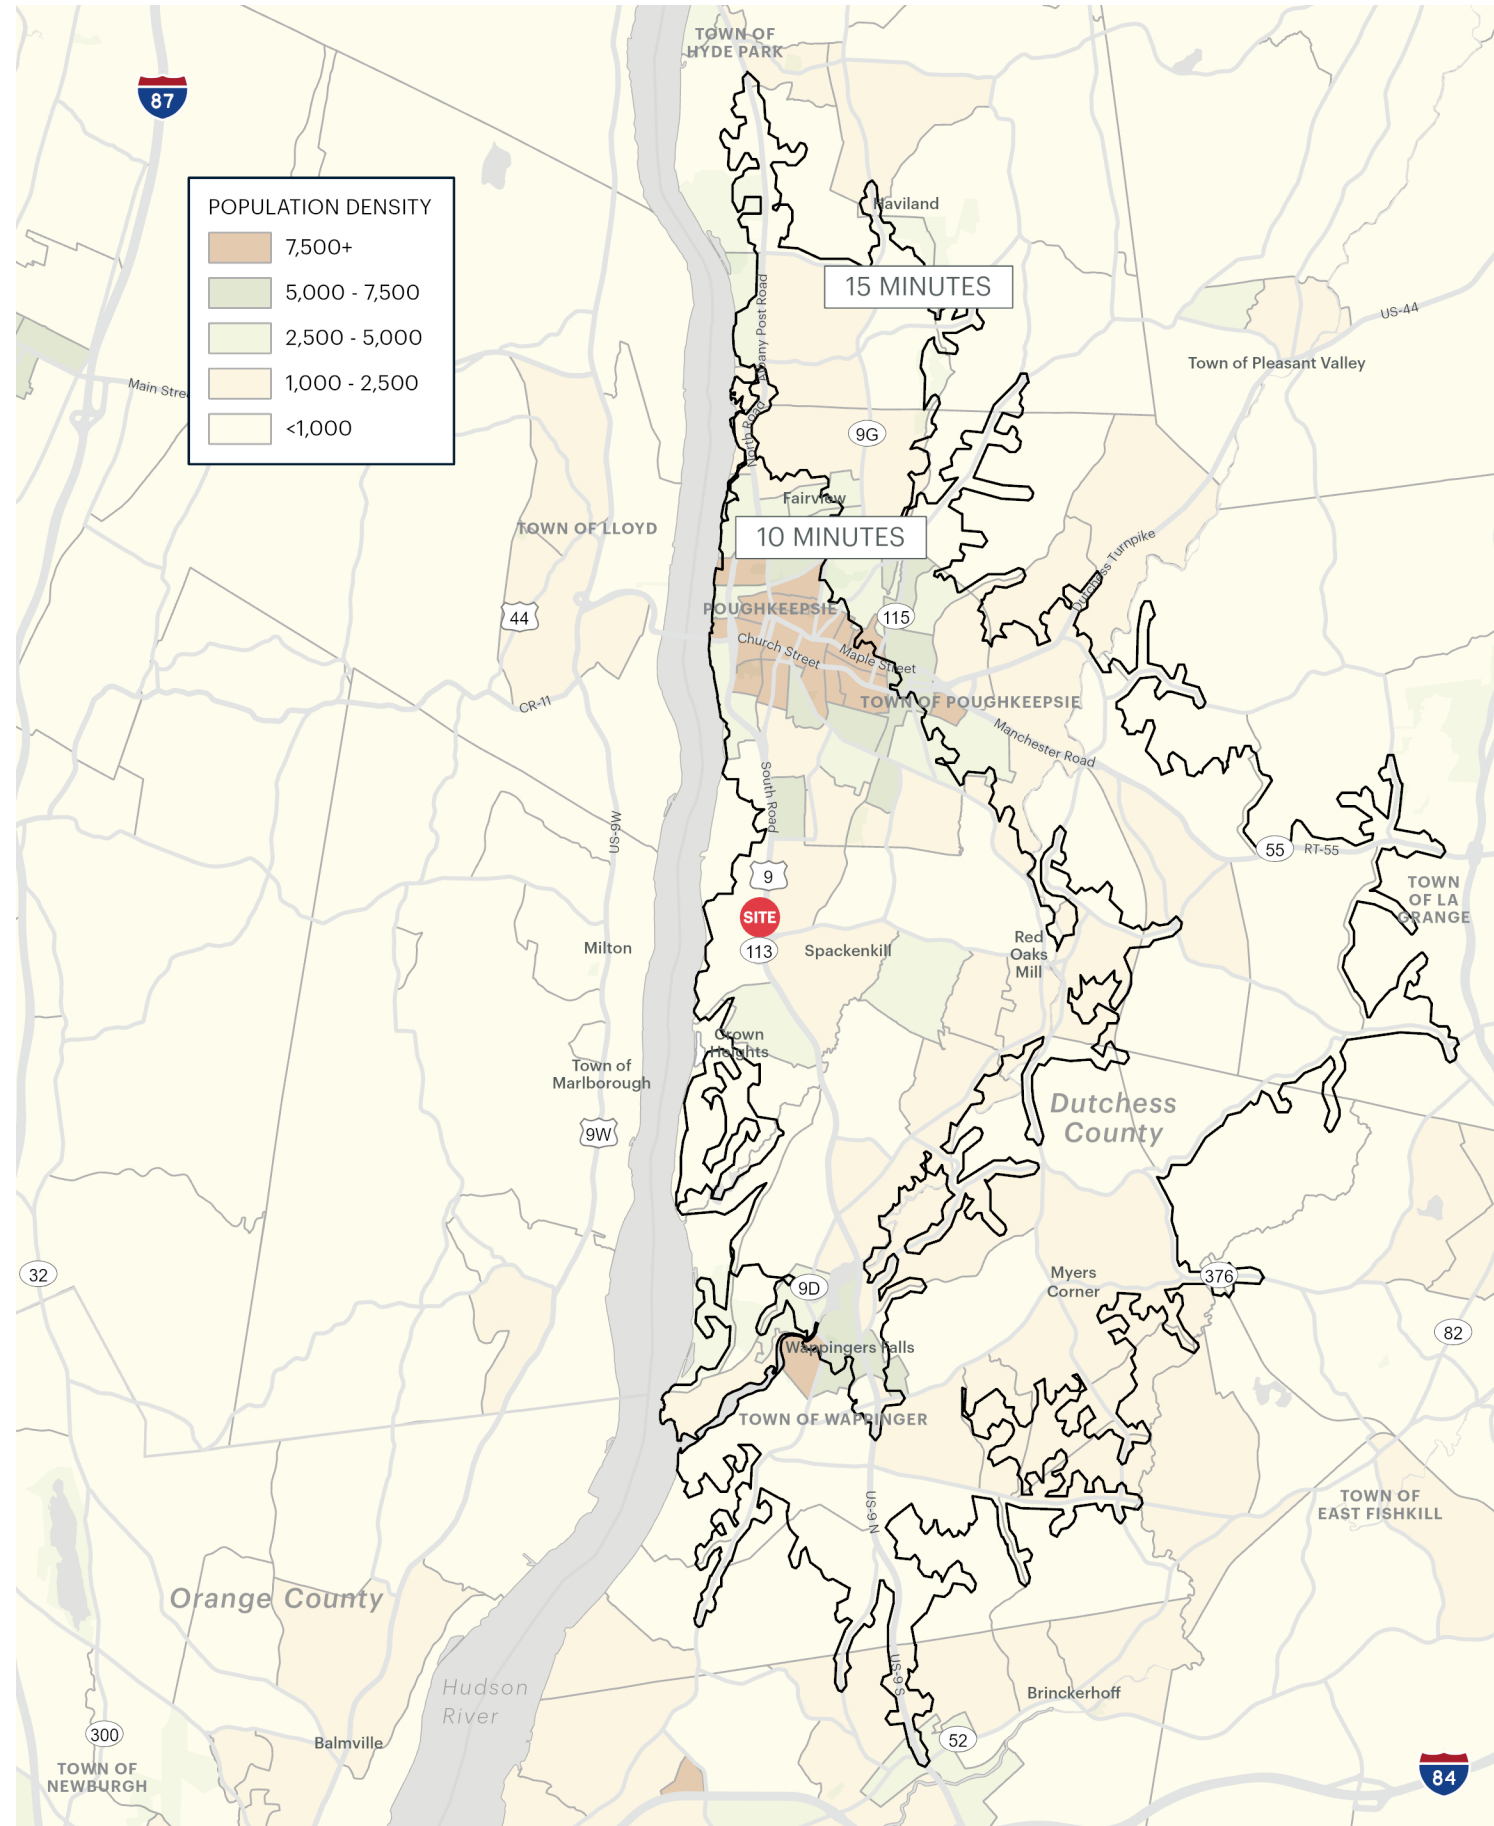 TOWN OF
HYDE PARK
87
POPULATION DENSITY
7,500+
5,000 - 7,500
2,500 - 5,000
1,000 - 2,500
<1,000
Haviland
15 MINUTES
Albany Post Road
US-44
Town of Pleasant Valley
Main Stree
North Road
9G
Fairview
TOWN OF LLOYD
10 MINUTES
Dutchess Turnpike
44
POUGHKEEPSIE
115
Church Street
Maple Street
CR-11
TOWN OF POUGHKEEPSIE
Manchester Road
South Road
US-9W
55
RT-55
9
TOWN
OF LA
GRANGE
SITE
113
Spackenkill
Milton
Red
Oaks
Mill
Crown
Heights
Town of
Marlborough
Dutchess
County
9W
32
Myers
Corner
376
9D
82
Wappingers Falls
TOWN OF WAPPINGER
US-9 N
TOWN OF
EAST FISHKILL
Orange County
Hudson
River
US-9 S
Brinckerhoff
300
Balmville
52
TOWN OF
NEWBURGH
84